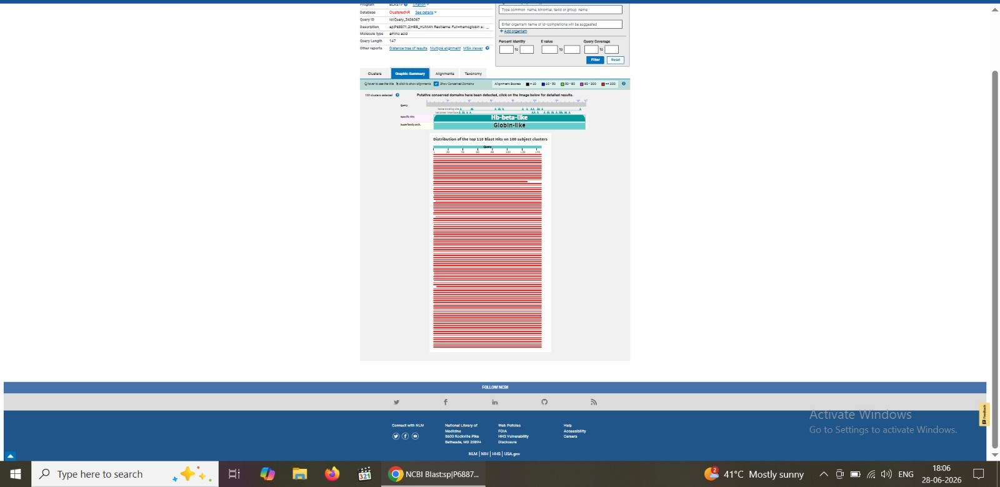 Program BLASTP Citation
Database ClusteredNR See details
Query ID lcl|Query_3436067
Description sp|P68871.2|HBB_HUMAN RecName: Full=Hemoglobin s: ...
Molecule type amino acid
Query Length 147
Other reports Distance tree of results Multiple alignment MSA viewer
Type common name, binomial, taxid or group name
Enter organism name or id--completions will be suggested
+ Add organism
Percent Identity E value Query Coverage
to to to
Filter Reset
Clusters Graphic Summary Alignments Taxonomy
hover to see the title click to show alignments Show Conserved Domains Alignment Scores < 40 40 - 50 50 - 80 80 - 200 >= 200
100 clusters selected
Putative conserved domains have been detected, click on the image below for detailed results.
Query
heme binding site
tetramer interface
Specific hits Hb-beta-like
Superfamily Globin-like
Distribution of the top 110 Blast Hits on 100 subject clusters
Query
1 20 40 60 80 100 120 140
FOLLOW NCBI
Connect with NLM
National Library of
Medicine
8600 Rockville Pike
Bethesda, MD 20894
Web Policies
FOIA
HHS Vulnerability
Disclosure
Help
Accessibility
Careers
NLM | NIH | HHS | USA.gov
Feedback
Activate Windows
Go to Settings to activate Windows.
Type here to search
321
NCBI Blast:sp|P6887...
2
41°C Mostly sunny
ENG
18:06
28-06-2026